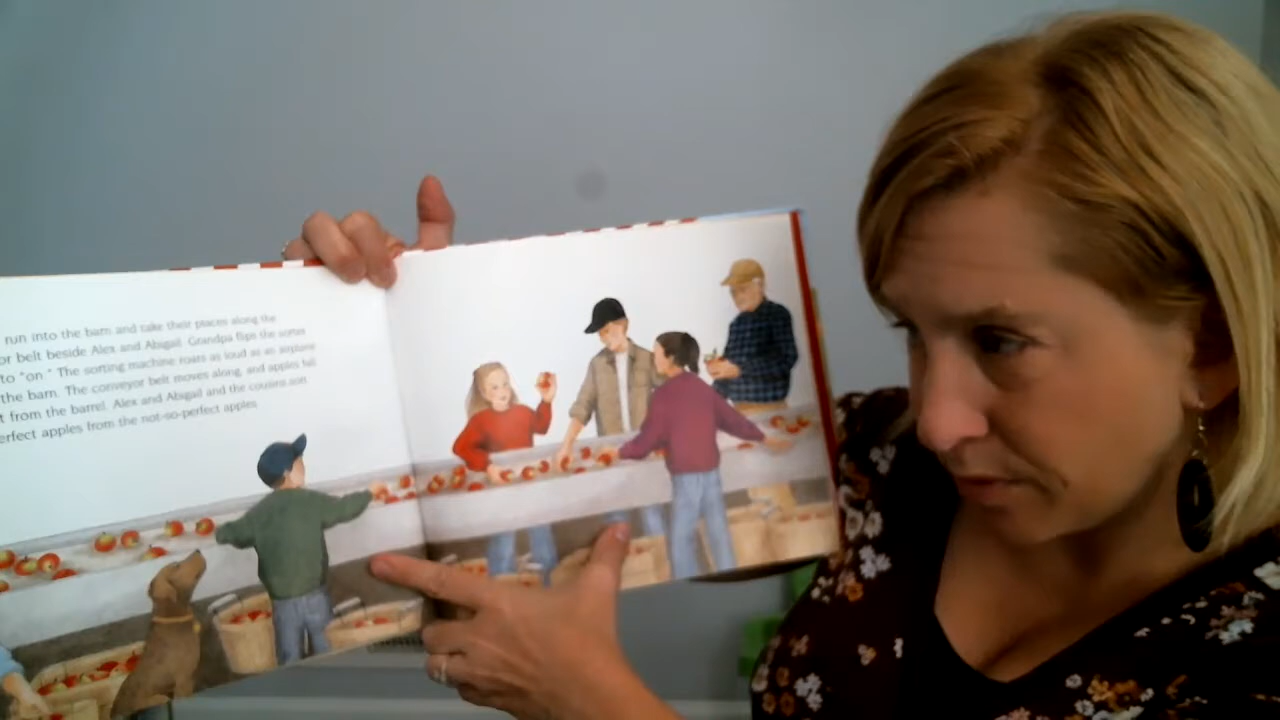 run into the barn and take their places along the
or belt beside Alex and Abigail. Grandpa flips the sorter
to "on." The sorting machine roars as loud as an airplane
the barn. The conveyor belt moves along, and apples fall
t from the barrel. Alex and Abigail and the cousins sort
erfect apples from the not-so-perfect apples.